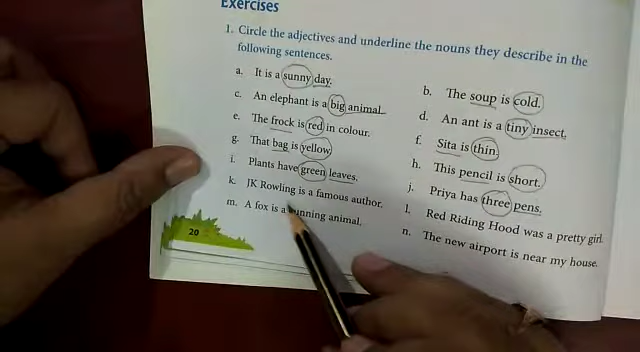 Exercises
1. Circle the adjectives and underline the nouns they describe in the
following sentences.
a. It is a sunny day.
b. The soup is cold.
c. An elephant is a big animal.
d. An ant is a tiny insect.
e. The frock is red in colour.
f. Sita is thin.
g. That bag is yellow.
h. This pencil is short.
i. Plants have green leaves.
j. Priya has three pens.
k. JK Rowling is a famous author.
l. Red Riding Hood was a pretty girl.
m. A fox is a cunning animal.
n. The new airport is near my house.
20